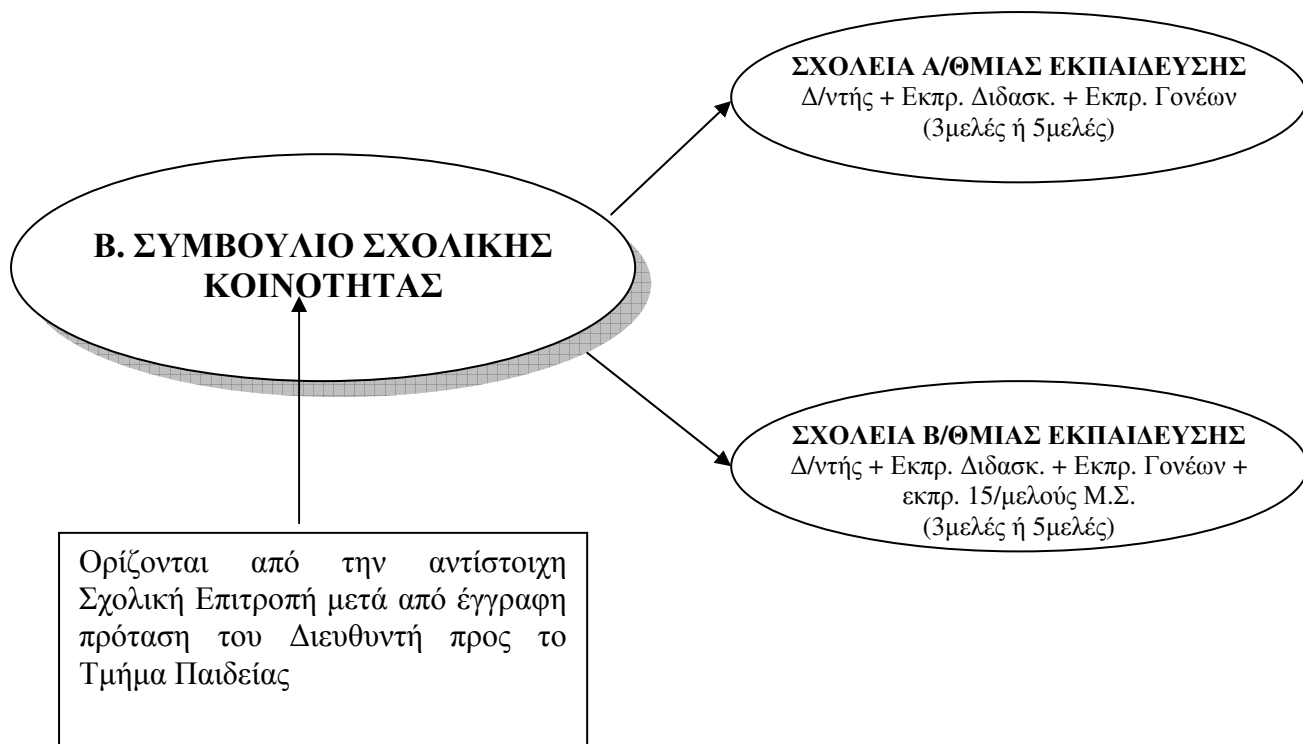 ΣΧΟΛΕΙΑ Α/ΘΜΙΑΣ ΕΚΠΑΙΔΕΥΣΗΣ
Δ/ντής + Εκπρ. Διδασκ. + Εκπρ. Γονέων
(3μελές ή 5μελές)
Β. ΣΥΜΒΟΥΛΙΟ ΣΧΟΛΙΚΗΣ
ΚΟΙΝΟΤΗΤΑΣ
ΣΧΟΛΕΙΑ Β/ΘΜΙΑΣ ΕΚΠΑΙΔΕΥΣΗΣ
Δ/ντής + Εκπρ. Διδασκ. + Εκπρ. Γονέων +
εκπρ. 15/μελούς Μ.Σ.
(3μελές ή 5μελές)
Ορίζονται από την αντίστοιχη
Σχολική Επιτροπή μετά από έγγραφη
πρόταση του Διευθυντή προς το
Τμήμα Παιδείας